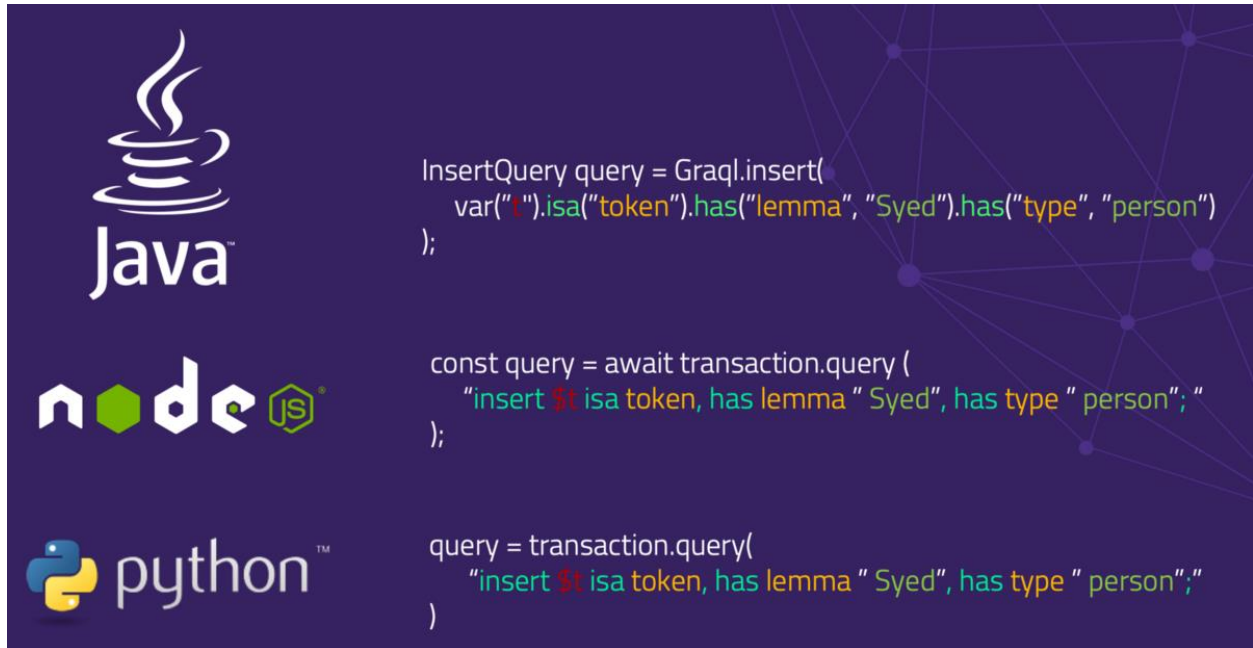 Java™
InsertQuery query = Graql.insert(
var("t").isa("token").has("lemma", "Syed").has("type", "person")
);
node JS®
const query = await transaction.query (
“insert $t isa token, has lemma ” Syed”, has type ” person”; “
);
python™
query = transaction.query(
“insert $t isa token, has lemma ” Syed”, has type ” person”;“
)